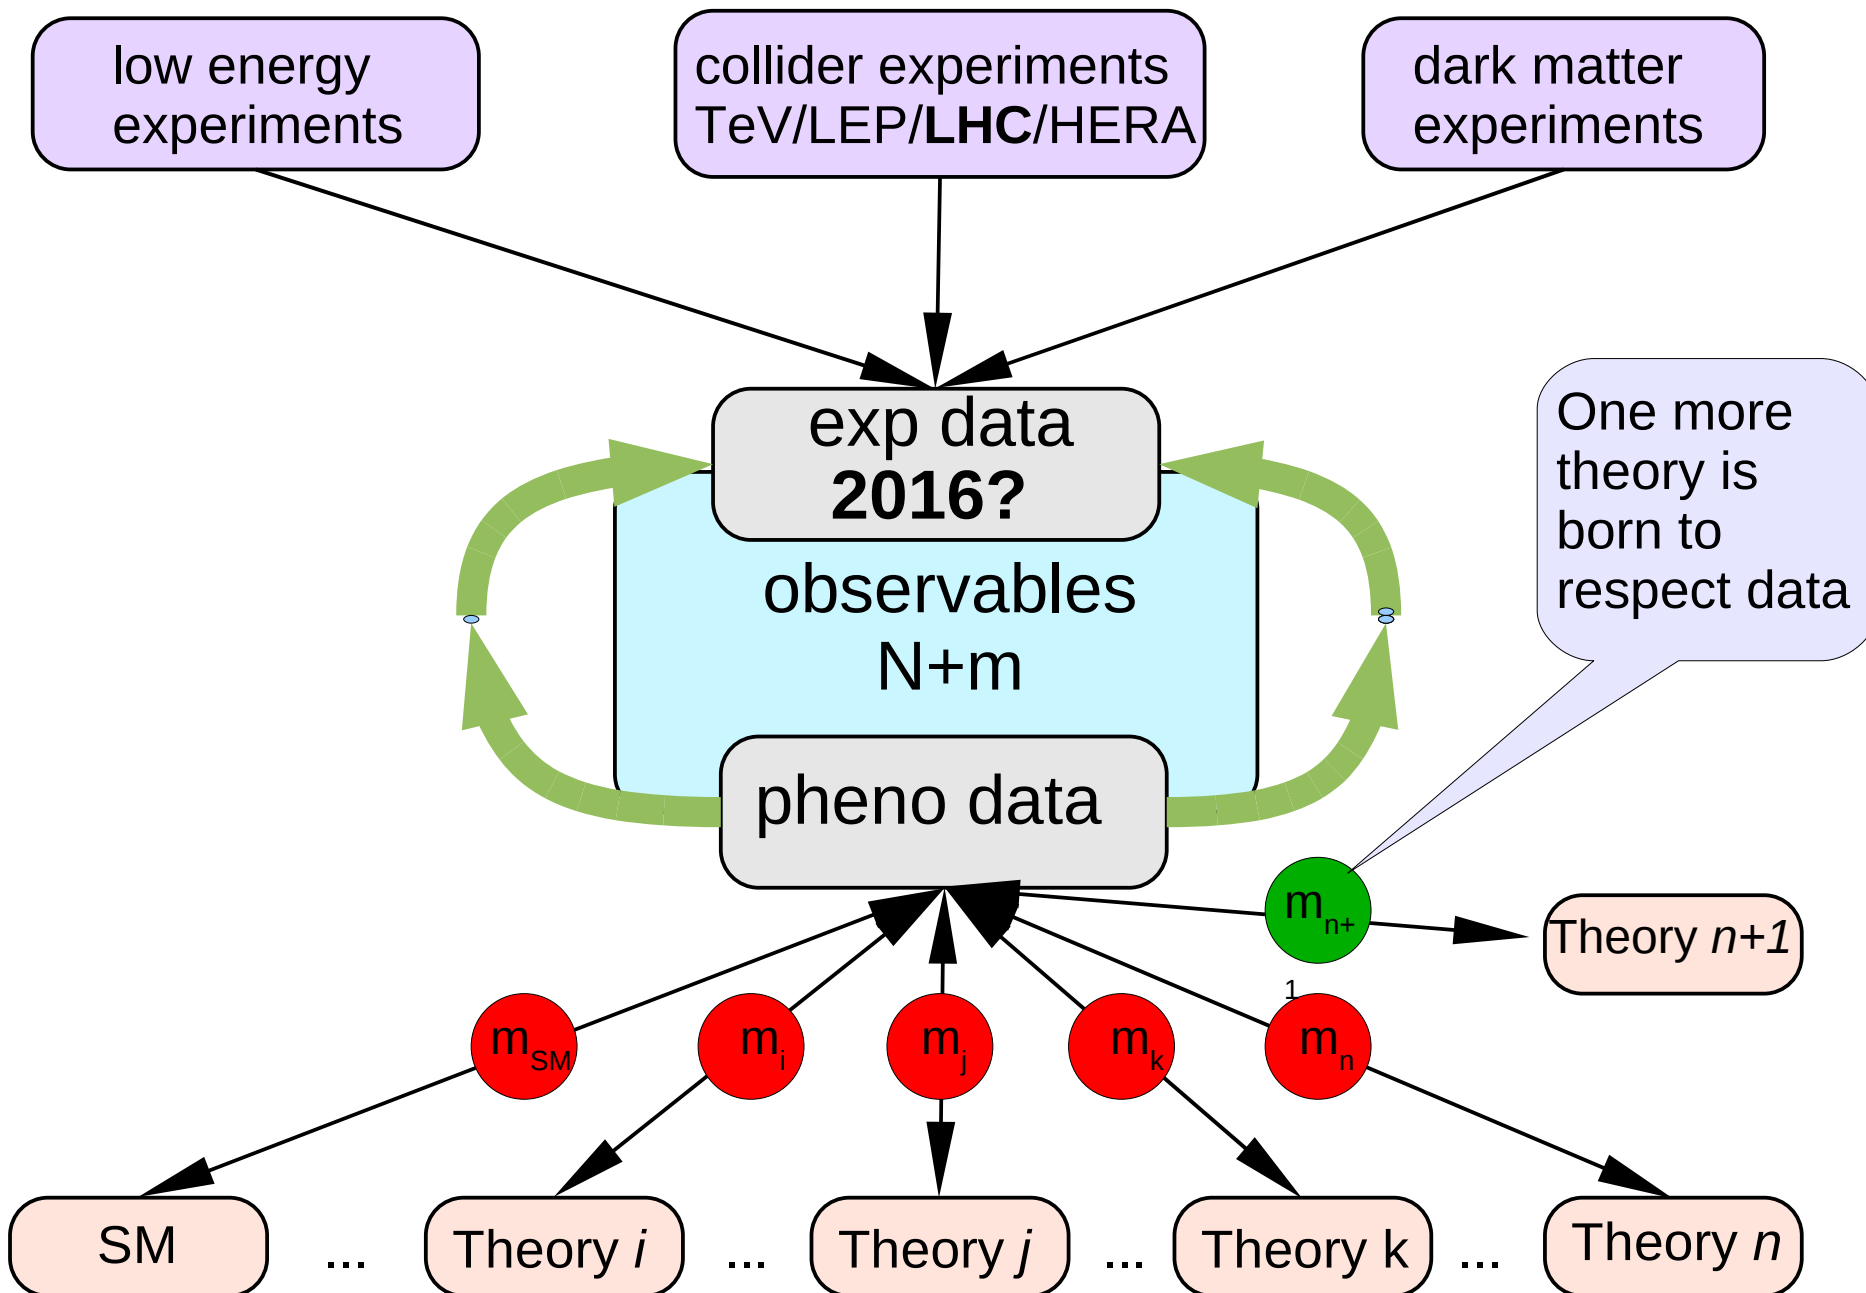 low energy
experiments
collider experiments
TeV/LEP/LHC/HERA
dark matter
experiments
exp data
2016?
observables
N+m
pheno data
One more
theory is
born to
respect data
m n+
1
Theory n+1
m SM
m i
m j
m k
m n
SM
...
Theory i
...
Theory j
...
Theory k
...
Theory n